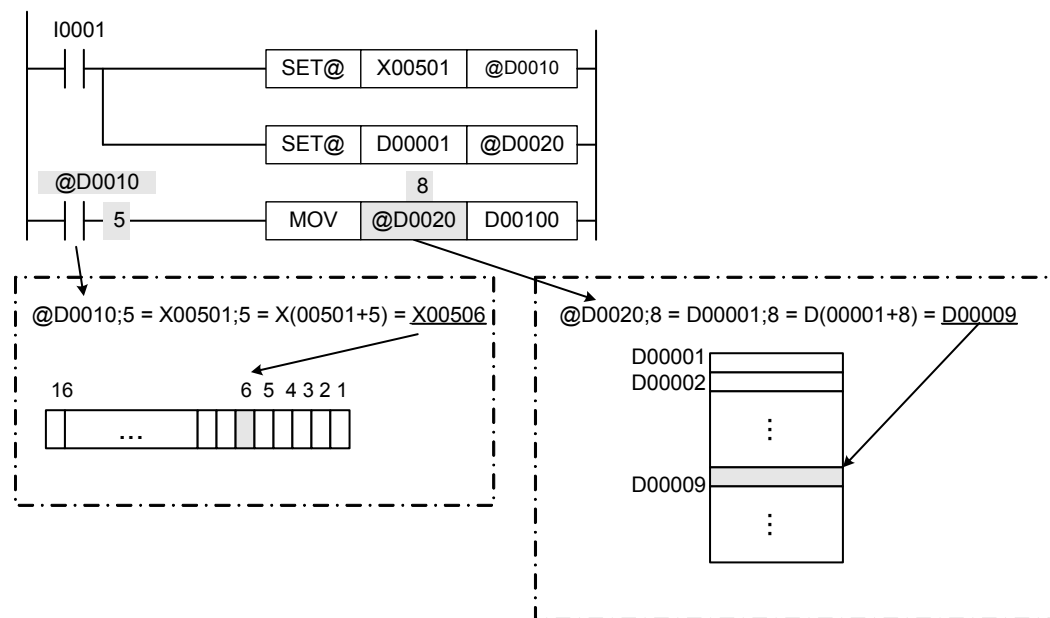 I0001
SET@ X00501 @D0010
SET@ D00001 @D0020
@D0010 8
5 MOV @D0020 D00100
@D0010;5 = X00501;5 = X(00501+5) = X00506
16 6 5 4 3 2 1
...
@D0020;8 = D00001;8 = D(00001+8) = D00009
D00001
D00002
⋮
D00009
⋮